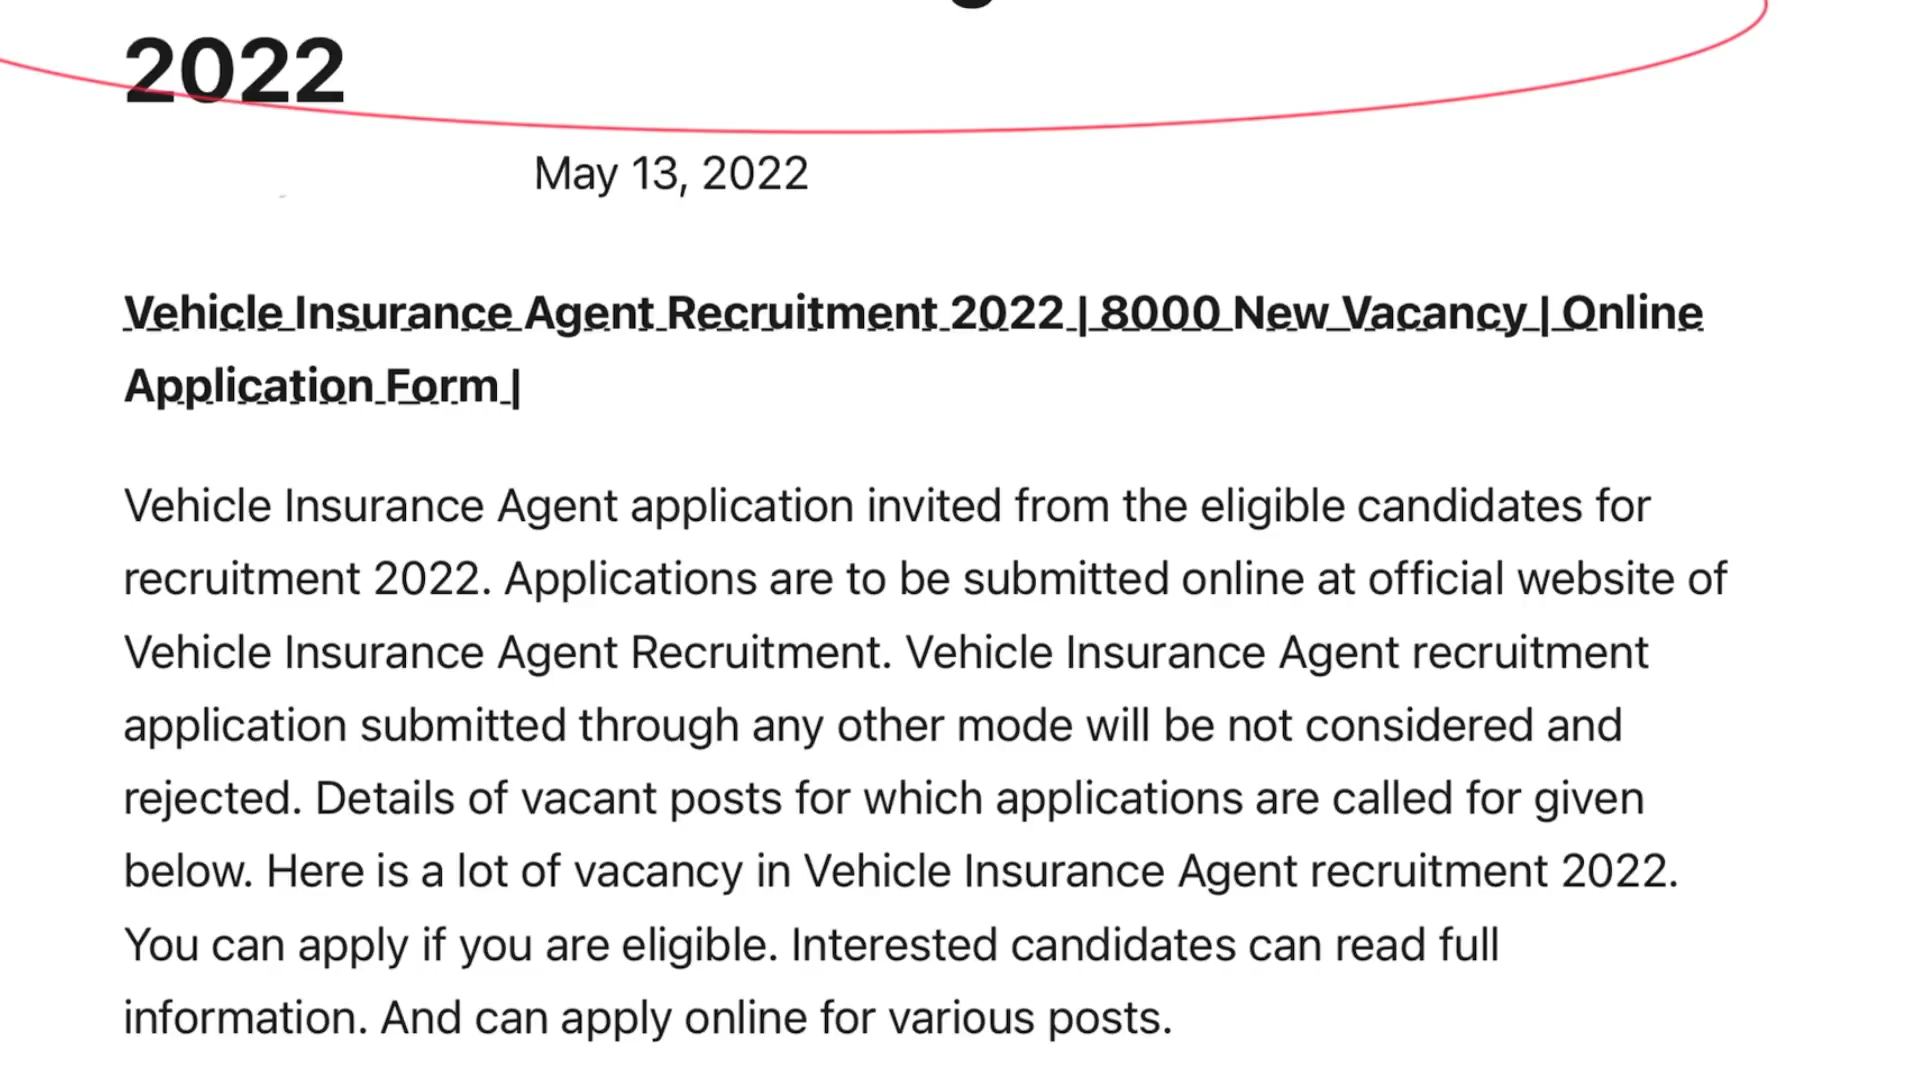 2022
May 13, 2022
Vehicle Insurance Agent Recruitment 2022 | 8000 New Vacancy | Online
Application Form |
Vehicle Insurance Agent application invited from the eligible candidates for
recruitment 2022. Applications are to be submitted online at official website of
Vehicle Insurance Agent Recruitment. Vehicle Insurance Agent recruitment
application submitted through any other mode will be not considered and
rejected. Details of vacant posts for which applications are called for given
below. Here is a lot of vacancy in Vehicle Insurance Agent recruitment 2022.
You can apply if you are eligible. Interested candidates can read full
information. And can apply online for various posts.